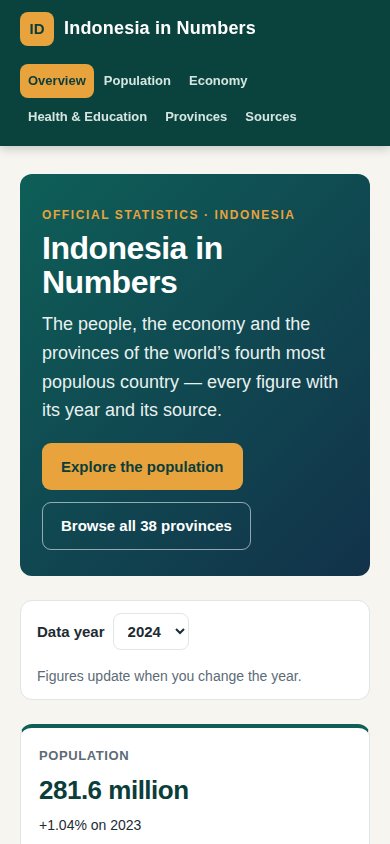 ID Indonesia in Numbers
Overview Population Economy
Health & Education Provinces Sources
OFFICIAL STATISTICS · INDONESIA
Indonesia in
Numbers
The people, the economy and the
provinces of the world’s fourth most
populous country — every figure with
its year and its source.
Explore the population
Browse all 38 provinces
Data year 2024
Figures update when you change the year.
POPULATION
281.6 million
+1.04% on 2023